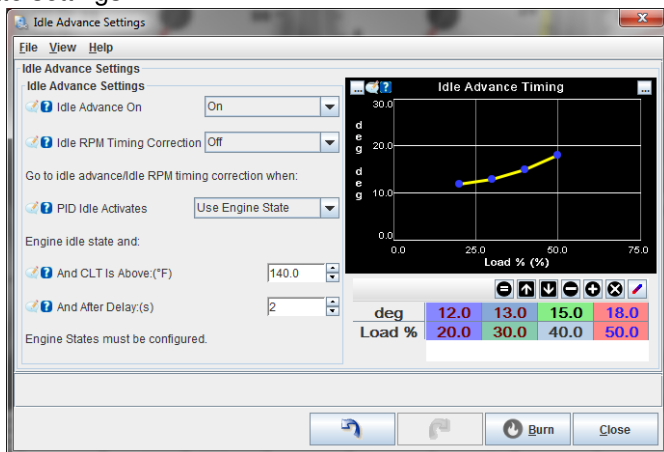 Idle Advance Settings
File View Help
Idle Advance Settings
Idle Advance Settings
Idle Advance On On
Idle RPM Timing Correction Off
Go to idle advance/Idle RPM timing correction when:
PID Idle Activates Use Engine State
Engine idle state and:
And CLT Is Above:(°F) 140.0
And After Delay:(s) 2
Engine States must be configured.
... Idle Advance Timing ...
deg deg
30.0
20.0
10.0
0.0
0.0 25.0 50.0 75.0
Load % (%)
deg 12.0 13.0 15.0 18.0
Load % 20.0 30.0 40.0 50.0
Burn Close